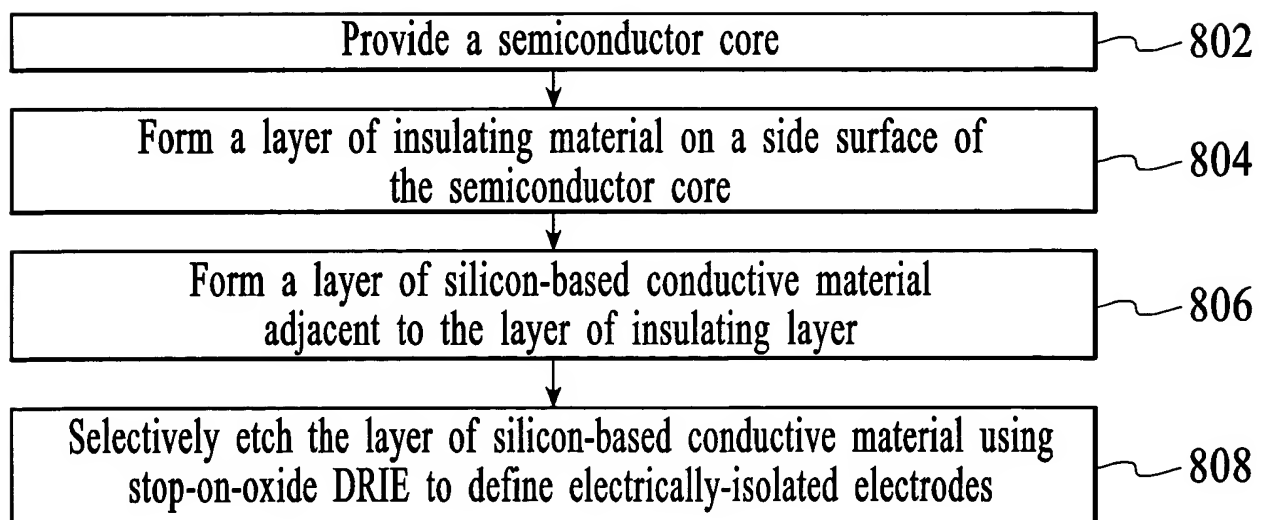 Provide a semiconductor core
802
Form a layer of insulating material on a side surface of
the semiconductor core
804
Form a layer of silicon-based conductive material
adjacent to the layer of insulating layer
806
Selectively etch the layer of silicon-based conductive material using
stop-on-oxide DRIE to define electrically-isolated electrodes
808